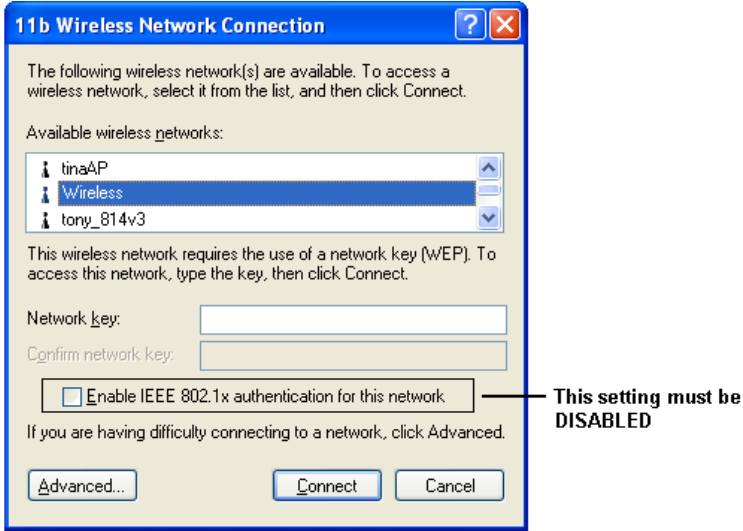 11b Wireless Network Connection
The following wireless network(s) are available. To access a
wireless network, select it from the list, and then click Connect.
Available wireless networks:
tinaAP
Wireless
tony_814v3
This wireless network requires the use of a network key (WEP). To
access this network, type the key, then click Connect.
Network key:
Confirm network key:
Enable IEEE 802.1x authentication for this network
This setting must be
DISABLED
If you are having difficulty connecting to a network, click Advanced.
Advanced... Connect Cancel